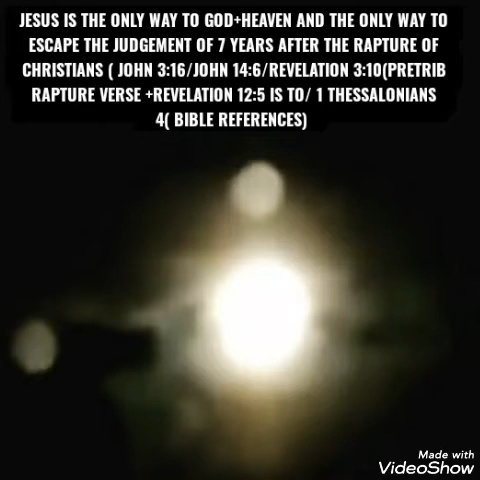 JESUS IS THE ONLY WAY TO GOD+HEAVEN AND THE ONLY WAY TO
ESCAPE THE JUDGEMENT OF 7 YEARS AFTER THE RAPTURE OF
CHRISTIANS ( JOHN 3:16/JOHN 14:6/REVELATION 3:10(PRETRIB
RAPTURE VERSE +REVELATION 12:5 IS TO/ 1 THESSALONIANS
4( BIBLE REFERENCES)
Made with
VideoShow